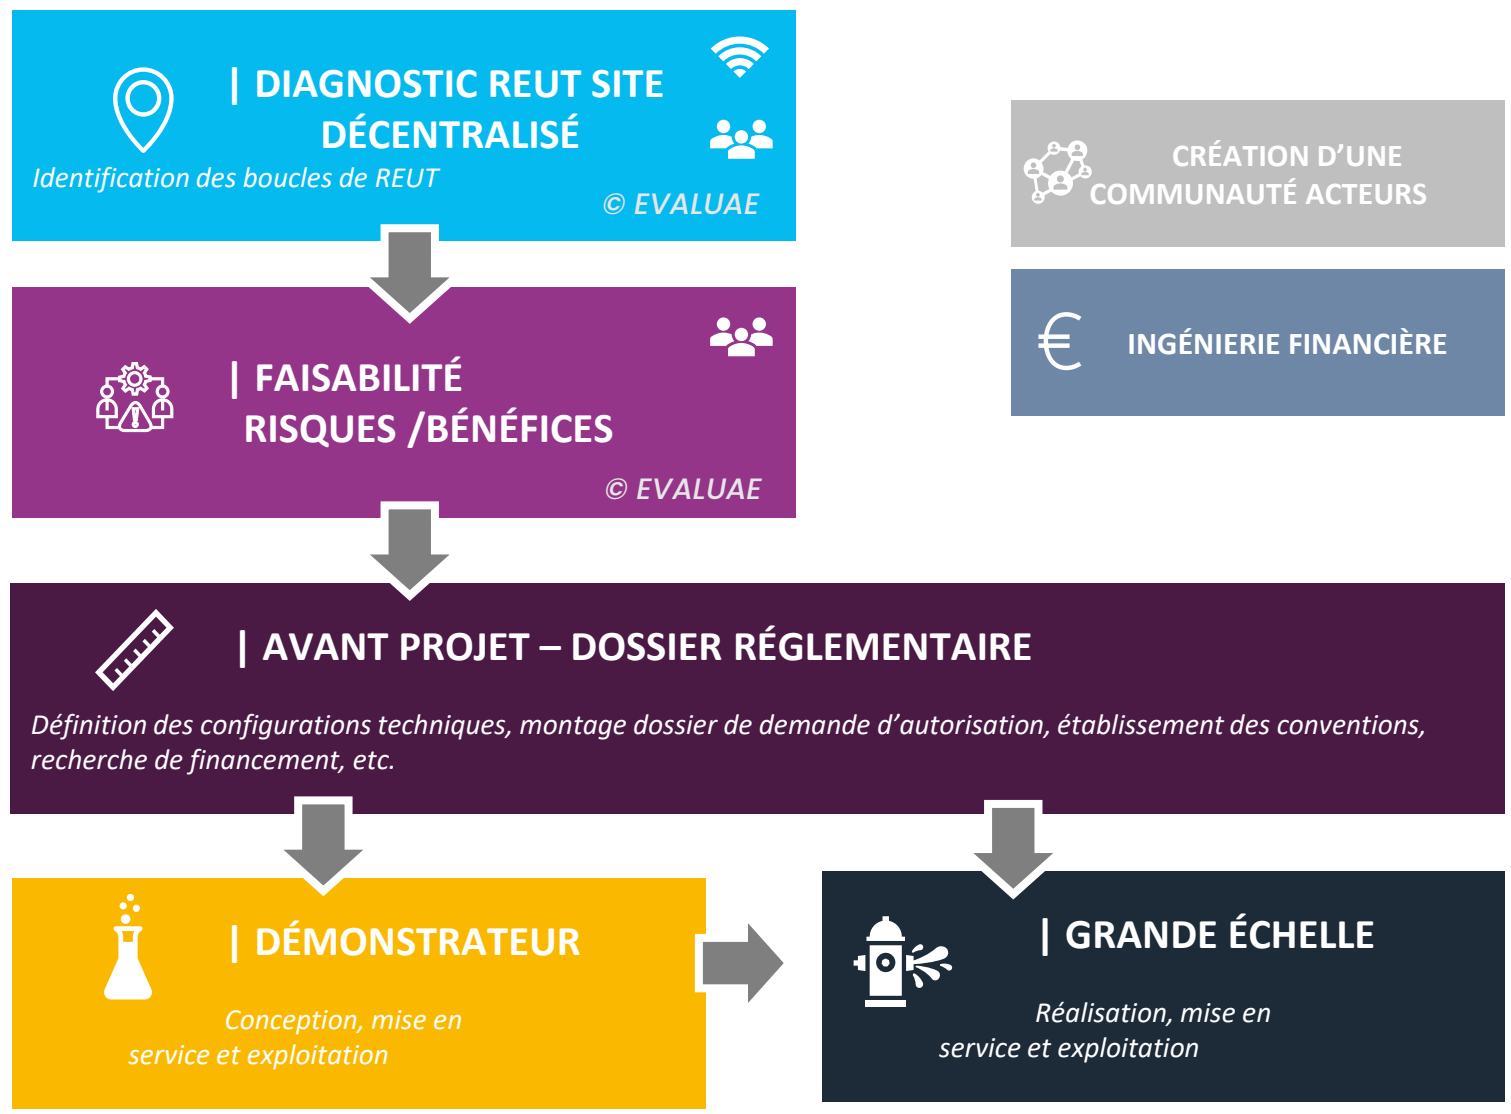 | DIAGNOSTIC REUT SITE
DÉCENTRALISÉ
Identification des boucles de REUT
© EVALUAE
CRÉATION D’UNE
COMMUNAUTÉ ACTEURS
€ INGÉNIERIE FINANCIÈRE
| FAISABILITÉ
RISQUES /BÉNÉFICES
© EVALUAE
| AVANT PROJET – DOSSIER RÉGLEMENTAIRE
Définition des configurations techniques, montage dossier de demande d’autorisation, établissement des conventions,
recherche de financement, etc.
| DÉMONSTRATEUR
Conception, mise en
service et exploitation
| GRANDE ÉCHELLE
Réalisation, mise en
service et exploitation